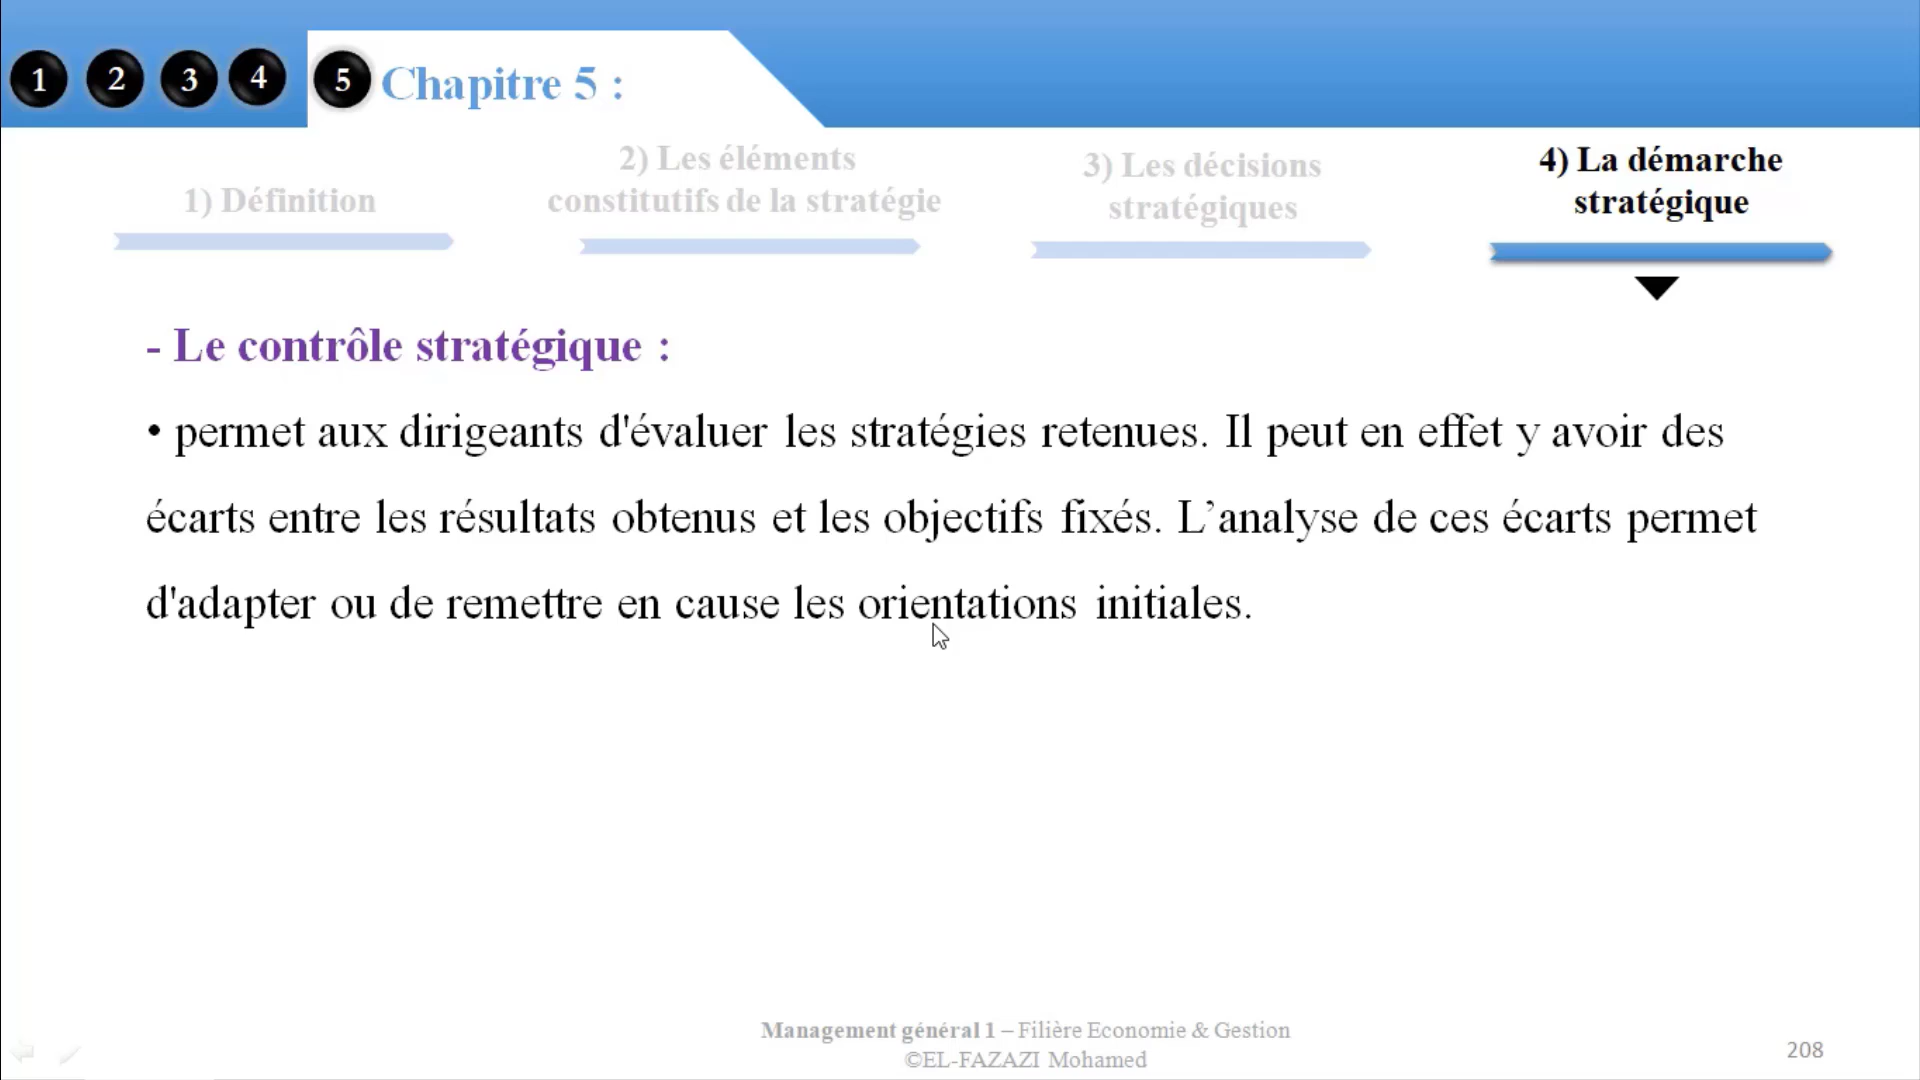 1 2 3 4 5 Chapitre 5 :
1) Définition
2) Les éléments
constitutifs de la stratégie
3) Les décisions
stratégiques
4) La démarche
stratégique
- Le contrôle stratégique :
• permet aux dirigeants d'évaluer les stratégies retenues. Il peut en effet y avoir des
écarts entre les résultats obtenus et les objectifs fixés. L’analyse de ces écarts permet
d'adapter ou de remettre en cause les orientations initiales.
Management général 1 – Filière Economie & Gestion
©EL-FAZAZI Mohamed
208